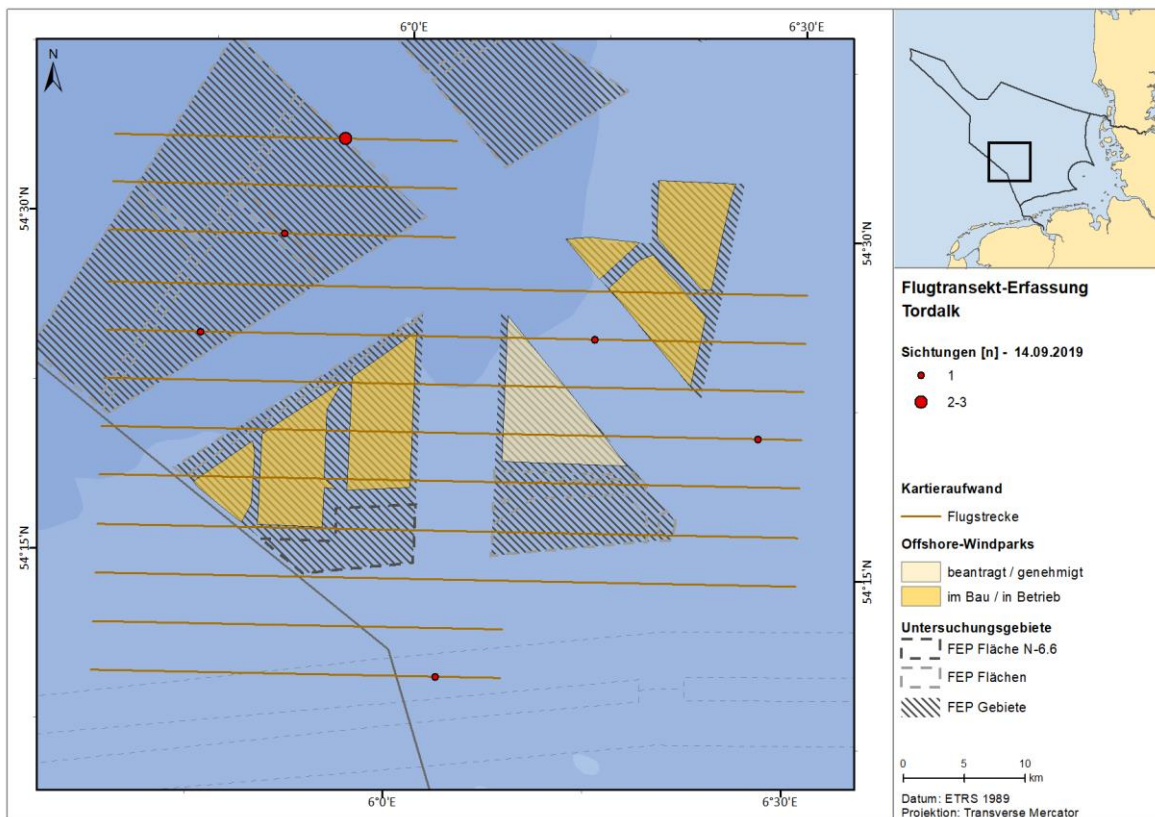 6°0'E
6°30'E
N
54°30'N
54°30'N
54°15'N
54°15'N
6°0'E
6°30'E
Flugtransekt-Erfassung
Tordalk
Sichtungen [n] - 14.09.2019
1
2-3
Kartieraufwand
Flugstrecke
Offshore-Windparks
beantragt / genehmigt
im Bau / in Betrieb
Untersuchungsgebiete
FEP Fläche N-6.6
FEP Flächen
FEP Gebiete
0 5 10
km
Datum: ETRS 1989
Projektion: Transverse Mercator